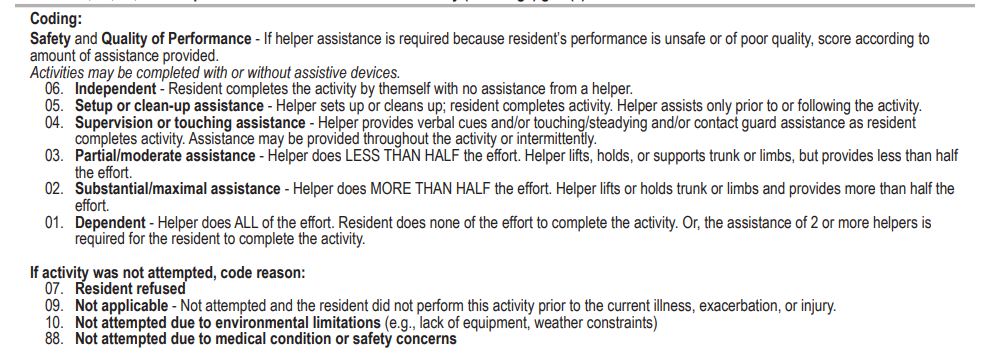 Coding:
Safety and Quality of Performance - If helper assistance is required because resident's performance is unsafe or of poor quality, score according to
amount of assistance provided.
Activities may be completed with or without assistive devices.
06. Independent - Resident completes the activity by themself with no assistance from a helper.
05. Setup or clean-up assistance - Helper sets up or cleans up; resident completes activity. Helper assists only prior to or following the activity.
04. Supervision or touching assistance - Helper provides verbal cues and/or touching/steadying and/or contact guard assistance as resident
completes activity. Assistance may be provided throughout the activity or intermittently.
03. Partial/moderate assistance - Helper does LESS THAN HALF the effort. Helper lifts, holds, or supports trunk or limbs, but provides less than half
the effort.
02. Substantial/maximal assistance - Helper does MORE THAN HALF the effort. Helper lifts or holds trunk or limbs and provides more than half the
effort.
01. Dependent - Helper does ALL of the effort. Resident does none of the effort to complete the activity. Or, the assistance of 2 or more helpers is
required for the resident to complete the activity.
If activity was not attempted, code reason:
07. Resident refused
09. Not applicable - Not attempted and the resident did not perform this activity prior to the current illness, exacerbation, or injury.
10. Not attempted due to environmental limitations (e.g., lack of equipment, weather constraints)
88. Not attempted due to medical condition or safety concerns